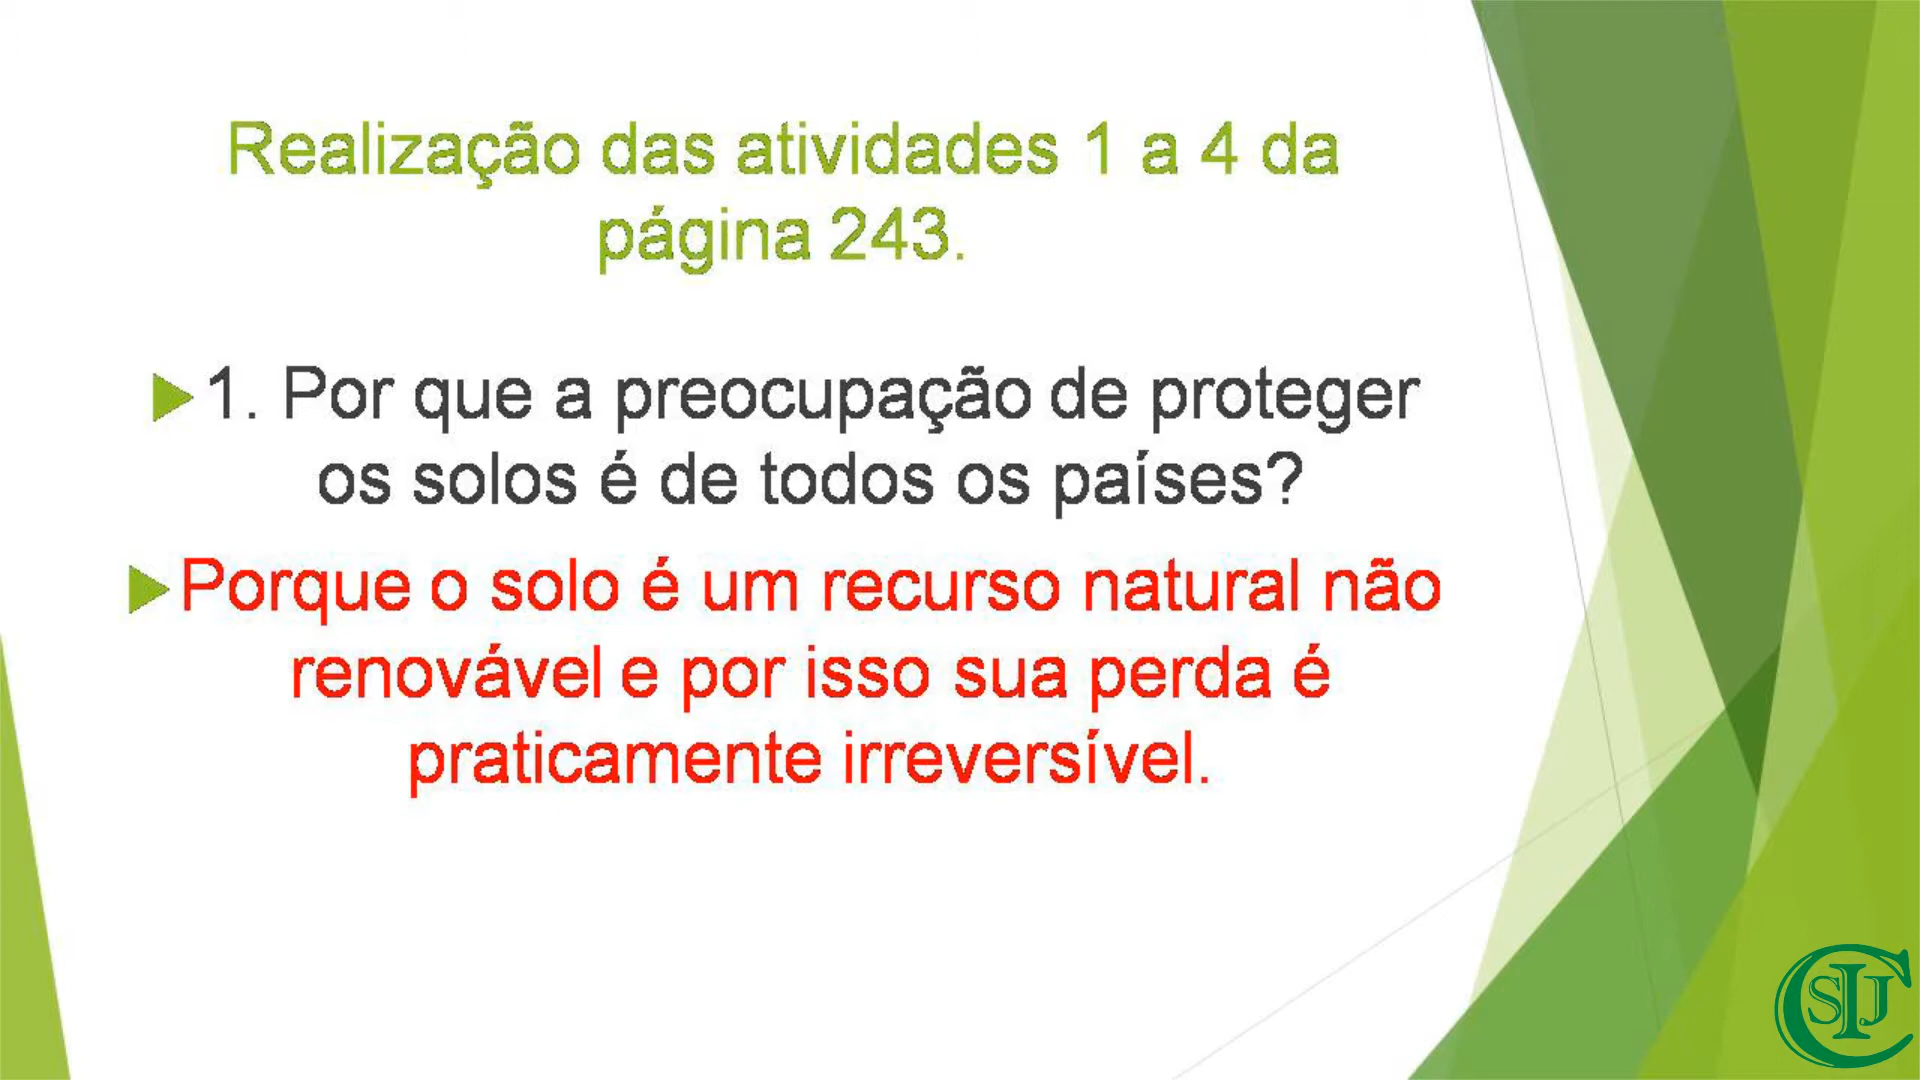 Realização das atividades 1 a 4 da
página 243.
1. Por que a preocupação de proteger
os solos é de todos os países?
Porque o solo é um recurso natural não
renovável e por isso sua perda é
praticamente irreversível.